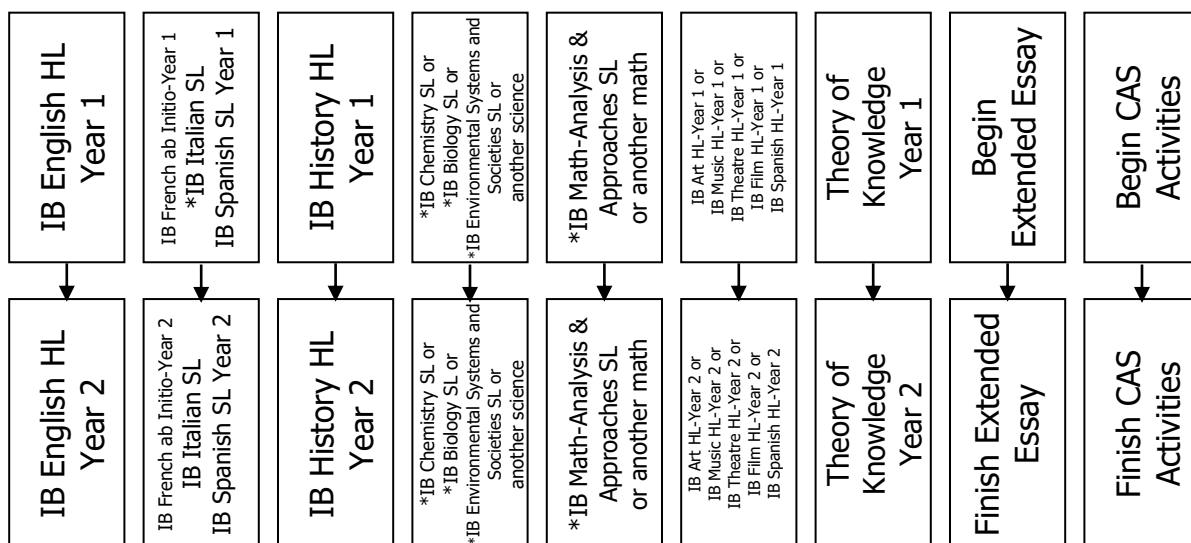 IB English HL
Year 1
IB French ab Initio-Year 1
*IB Italian SL
IB Spanish SL Year 1
IB History HL
Year 1
*IB Chemistry SL or
*IB Biology SL or
*IB Environmental Systems and
Societies SL or
another science
*IB Math-Analysis &
Approaches SL
or another math
IB Art HL-Year 1 or
IB Music HL-Year 1 or
IB Theatre HL-Year 1 or
IB Film HL-Year 1 or
IB Spanish HL-Year 1
Theory of
Knowledge
Year 1
Begin
Extended Essay
Begin CAS
Activities
IB English HL
Year 2
IB French ab Initio-Year 2
IB Italian SL
IB Spanish SL Year 2
IB History HL
Year 2
*IB Chemistry SL or
*IB Biology SL or
*IB Environmental Systems and
Societies SL or
another science
*IB Math-Analysis &
Approaches SL
or another math
IB Art HL-Year 2 or
IB Music HL-Year 2 or
IB Theatre HL-Year 2 or
IB Film HL-Year 2 or
IB Spanish HL-Year 2
Theory of
Knowledge
Year 2
Finish Extended
Essay
Finish CAS
Activities